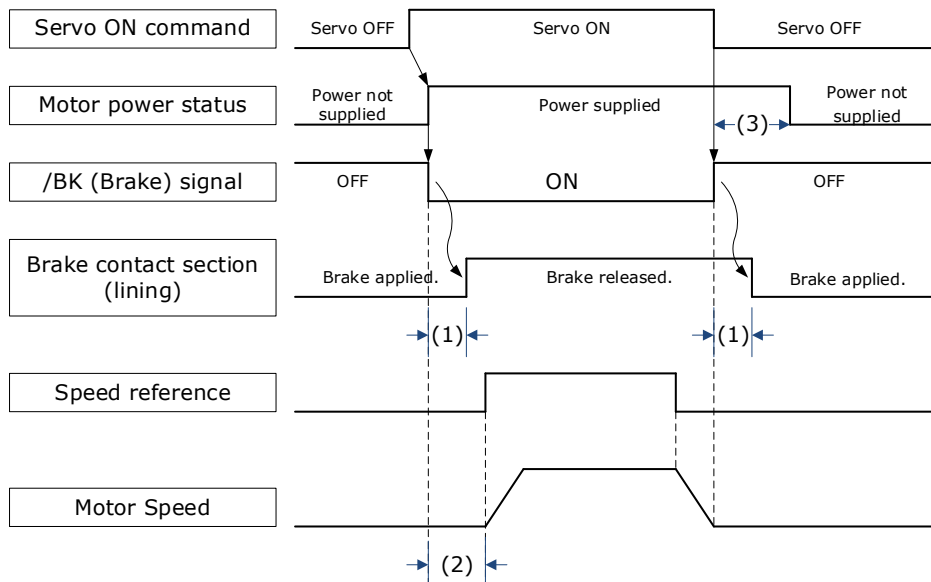 Servo ON command
Servo OFF
Servo ON
Servo OFF
Motor power status
Power not
supplied
Power supplied
(3)
Power not
supplied
/BK (Brake) signal
OFF
ON
OFF
Brake contact section
(lining)
Brake applied.
Brake released.
Brake applied.
(1)
(1)
Speed reference
Motor Speed
(2)